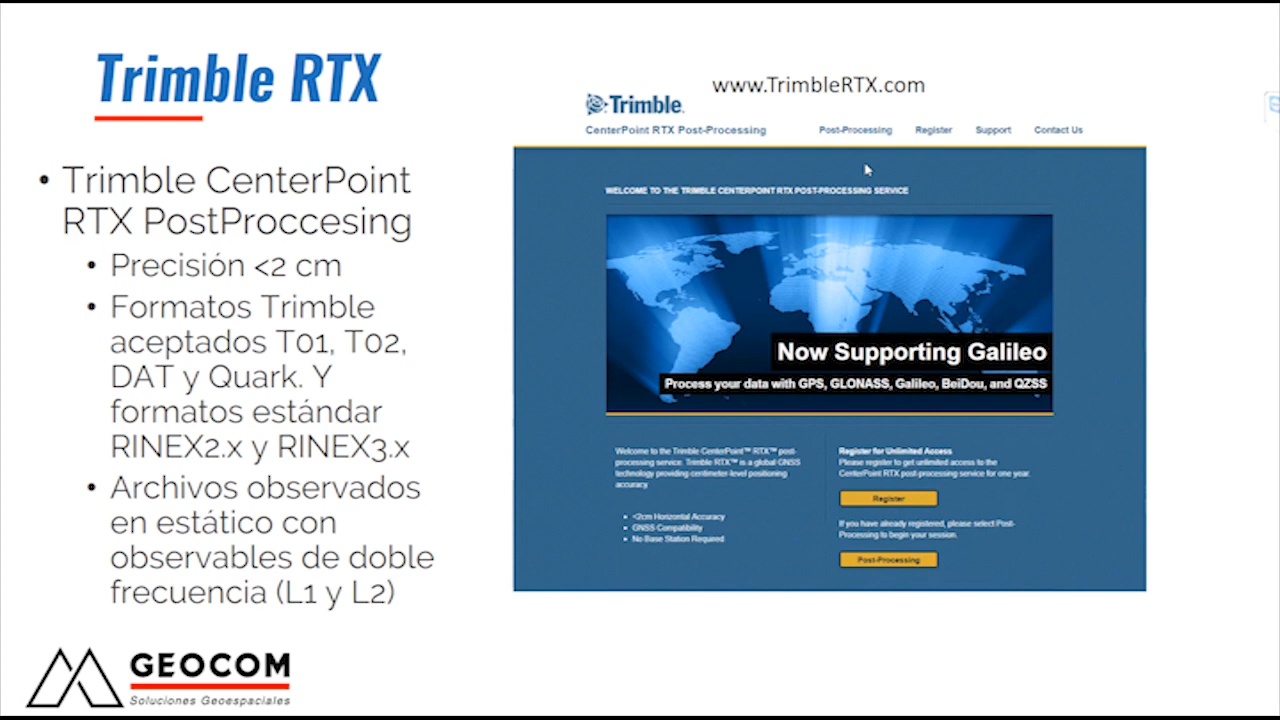 Trimble RTX
• Trimble CenterPoint
RTX PostProccesing
• Precisión <2 cm
• Formatos Trimble
aceptados T01, T02,
DAT y Quark. Y
formatos estándar
RINEX2.x y RINEX3.x
• Archivos observados
en estático con
observables de doble
frecuencia (L1 y L2)
GEOCOM
Soluciones Geoespaciales
www.TrimbleRTX.com
Trimble.
CenterPoint RTX Post-Processing
Post-Processing Register Support Contact Us
WELCOME TO THE TRIMBLE CENTERPOINT RTX POST-PROCESSING SERVICE
Now Supporting Galileo
Process your data with GPS, GLONASS, Galileo, BeiDou, and QZSS
Welcome to the Trimble CenterPoint™ RTX™ post-
processing service. Trimble RTX™ is a global GNSS
technology providing centimeter-level positioning
accuracy.
• <2cm Horizontal Accuracy
• GNSS Compatibility
• No Base Station Required
Register for Unlimited Access
Please register to get unlimited access to the
CenterPoint RTX post-processing service for one year.
Register
If you have already registered, please select Post-
Processing to begin your session.
Post-Processing